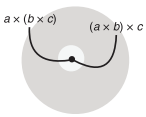 a × (b × c)
(a × b) × c